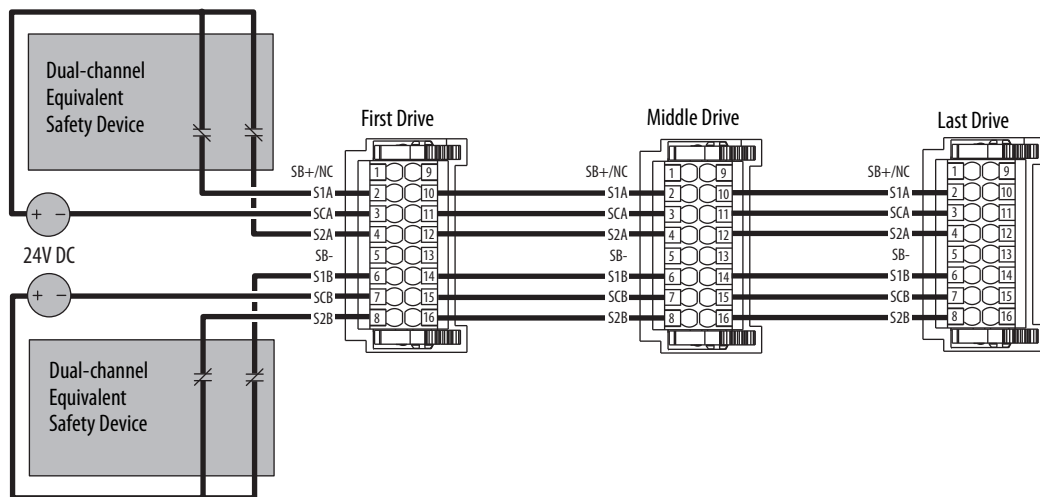 Dual-channel
Equivalent
Safety Device
24V DC
Dual-channel
Equivalent
Safety Device
+ −
+ −
First Drive
SB+/NC 1 9
S1A 2 10
SCA 3 11
S2A 4 12
SB- 5 13
S1B 6 14
SCB 7 15
S2B 8 16
Middle Drive
SB+/NC 1 9
S1A 2 10
SCA 3 11
S2A 4 12
SB- 5 13
S1B 6 14
SCB 7 15
S2B 8 16
Last Drive
SB+/NC 1 9
S1A 2 10
SCA 3 11
S2A 4 12
SB- 5 13
S1B 6 14
SCB 7 15
S2B 8 16